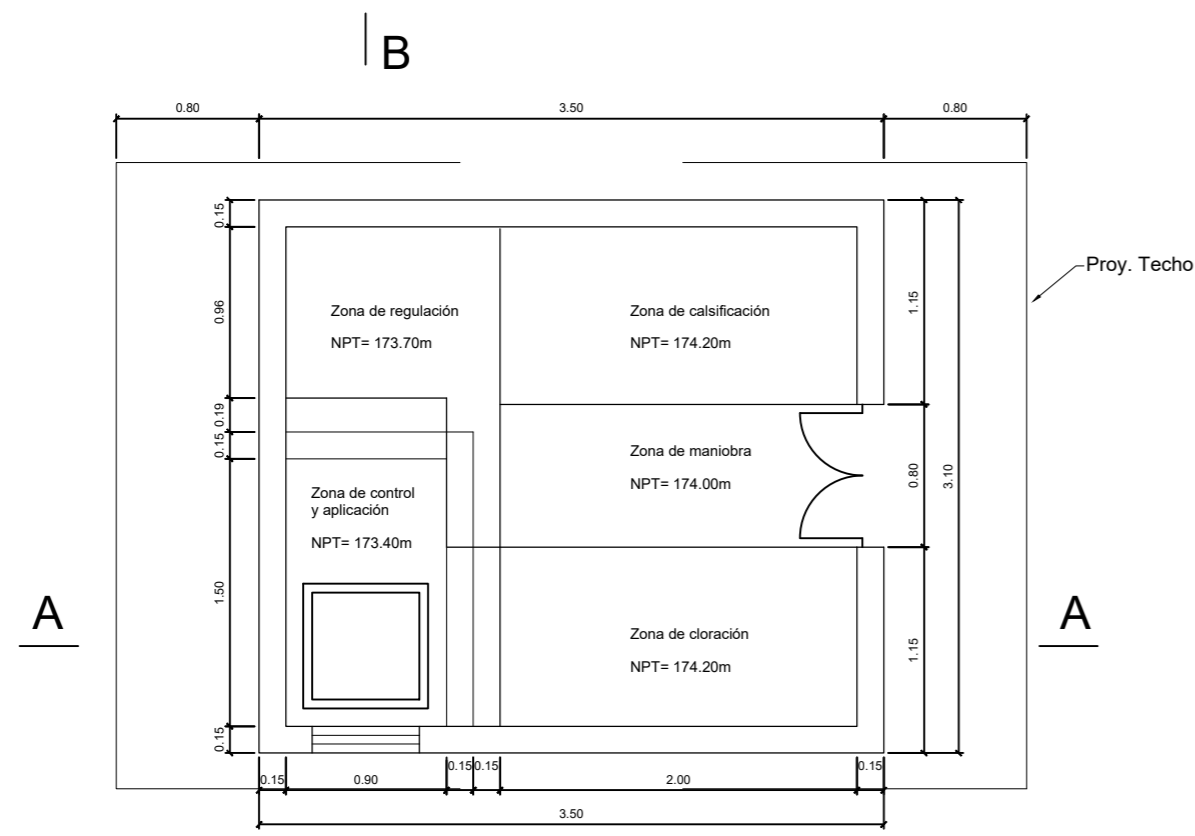 B
0.80
3.50
0.80
0.15
0.96
0.19
0.15
1.50
0.15
1.15
0.80
3.10
1.15
Proy. Techo
Zona de regulación
NPT= 173.70m
Zona de calsificación
NPT= 174.20m
Zona de maniobra
NPT= 174.00m
Zona de control
y aplicación
NPT= 173.40m
Zona de cloración
NPT= 174.20m
A
A
0.15
0.90
0.15
0.15
2.00
0.15
3.50